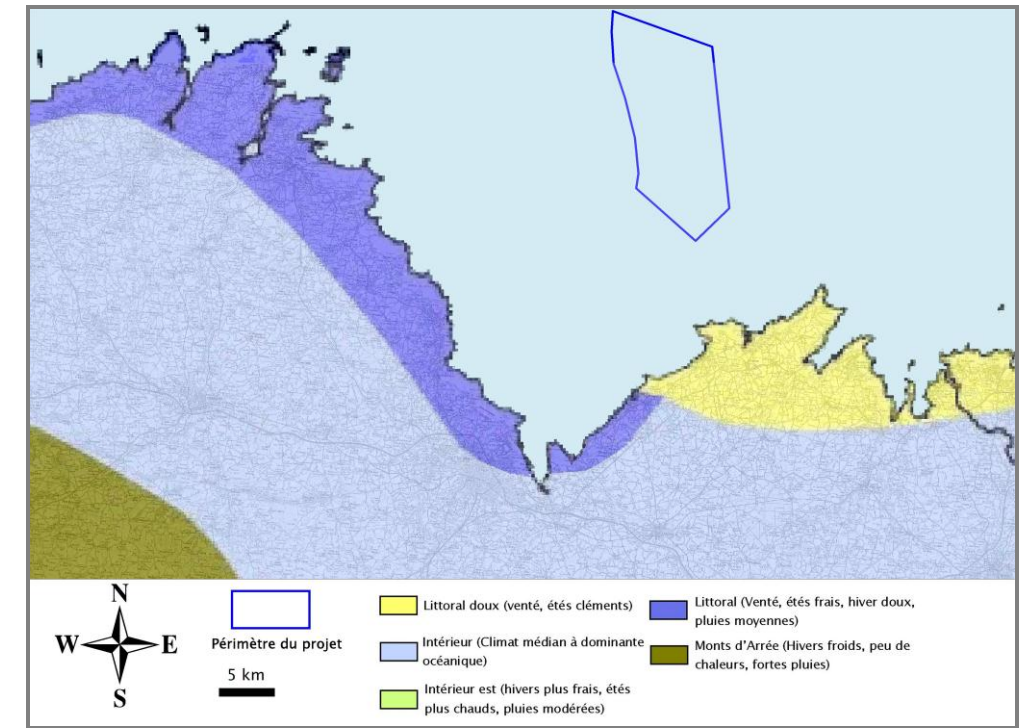 N
W E
S
Périmètre du projet
5 km
Littoral doux (venté, étés cléments)
Intérieur (Climat médian à dominante
océanique)
Intérieur est (hivers plus frais, étés
plus chauds, pluies modérées)
Littoral (Venté, étés frais, hiver doux,
pluies moyennes)
Monts d'Arrée (Hivers froids, peu de
chaleurs, fortes pluies)